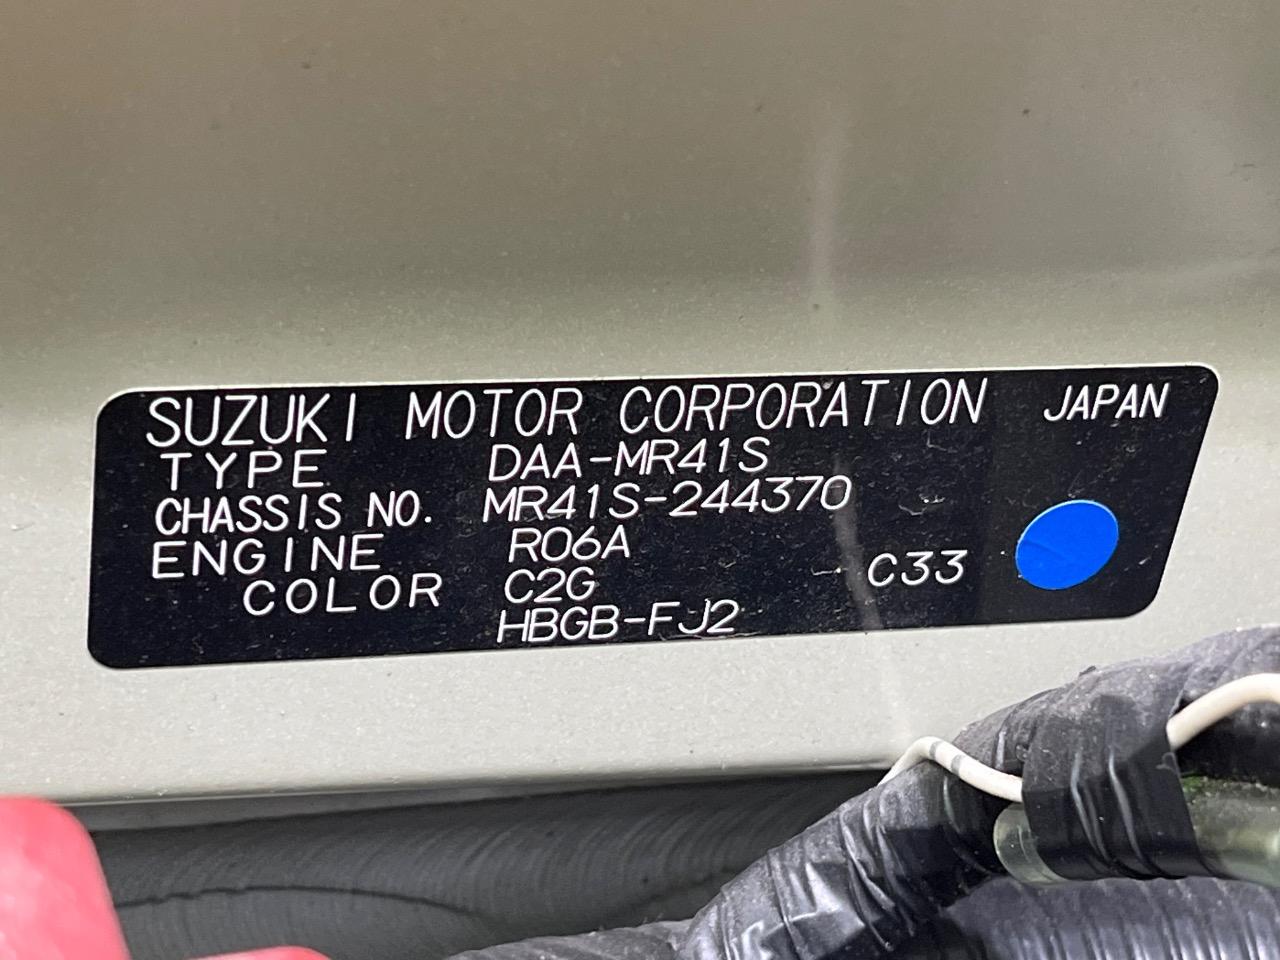 SUZUKI MOTOR CORPORATION JAPAN
TYPE DAA-MR41S
CHASSIS NO. MR41S-244370
ENGINE R06A
COLOR C2G C33
HBGB-FJ2